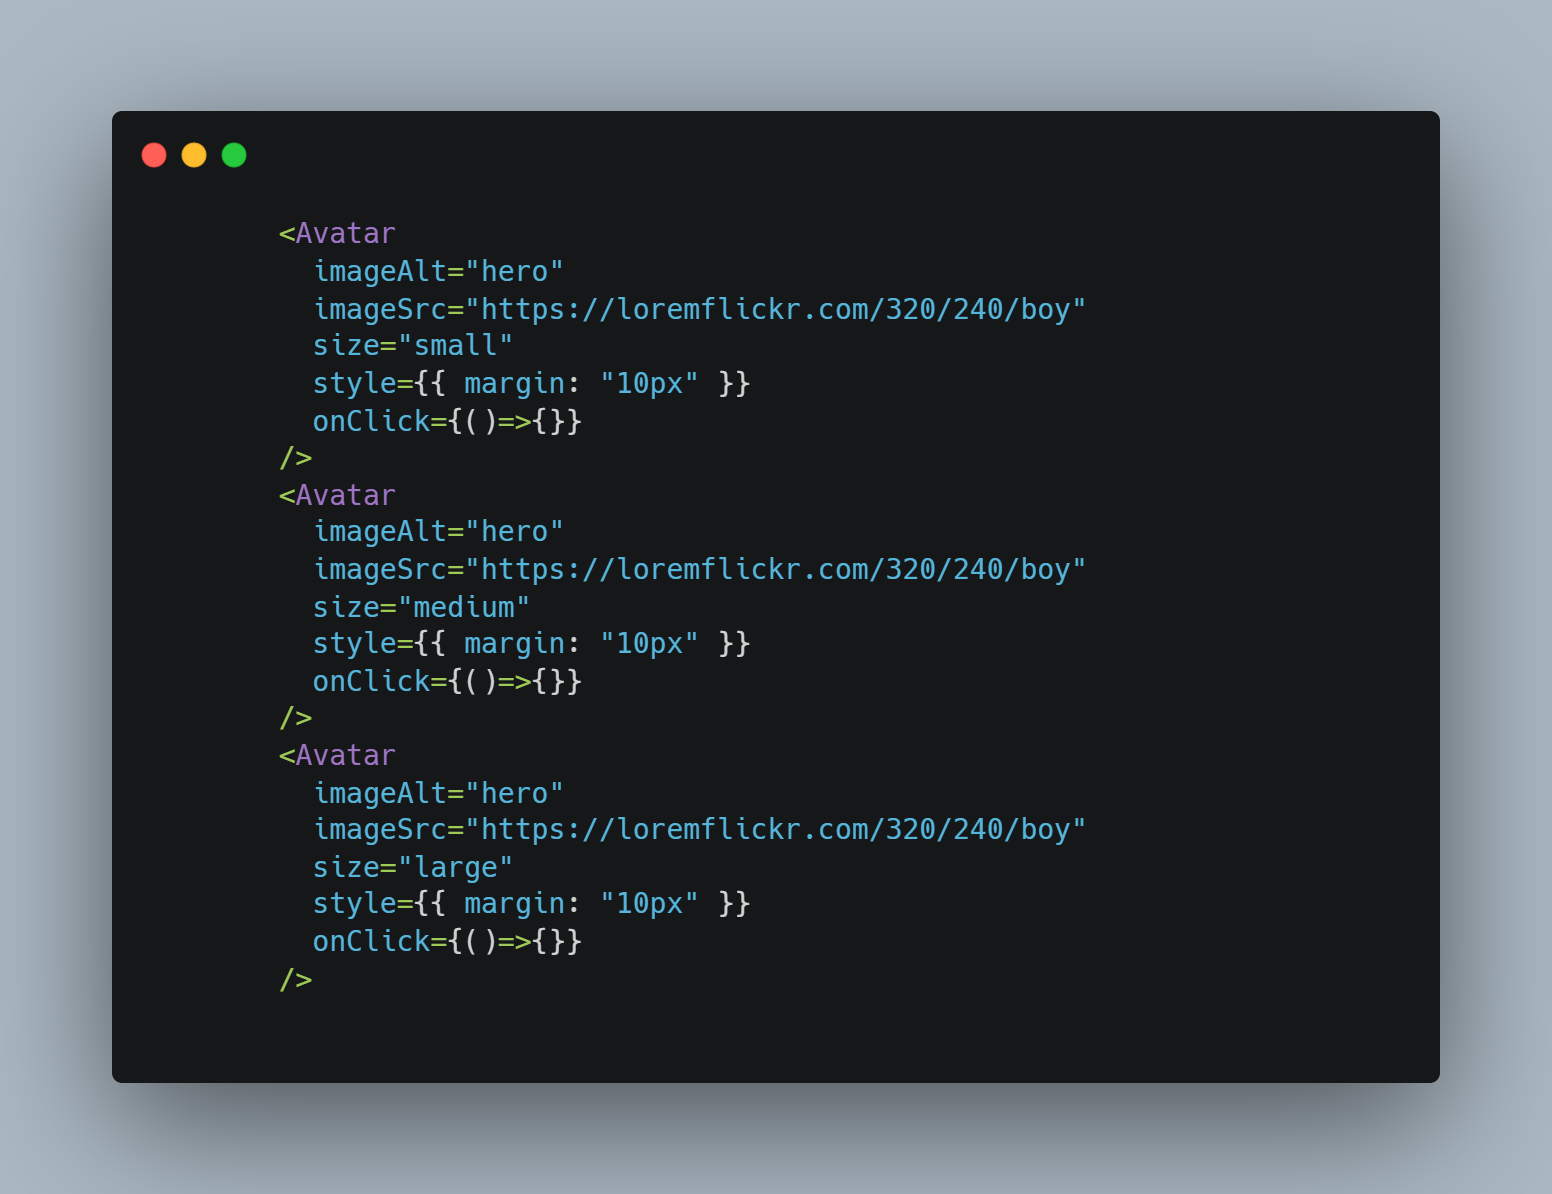 <Avatar
  imageAlt="hero"
  imageSrc="https://loremflickr.com/320/240/boy"
  size="small"
  style={{ margin: "10px" }}
  onClick={()=>{}}
/>
<Avatar
  imageAlt="hero"
  imageSrc="https://loremflickr.com/320/240/boy"
  size="medium"
  style={{ margin: "10px" }}
  onClick={()=>{}}
/>
<Avatar
  imageAlt="hero"
  imageSrc="https://loremflickr.com/320/240/boy"
  size="large"
  style={{ margin: "10px" }}
  onClick={()=>{}}
/>